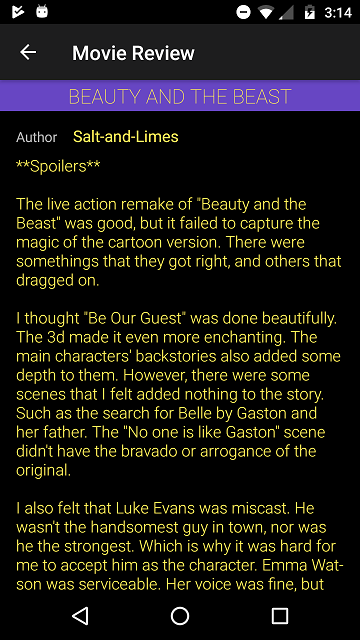 3:14
Movie Review
BEAUTY AND THE BEAST
Author Salt-and-Limes
**Spoilers**
The live action remake of "Beauty and the
Beast" was good, but it failed to capture the
magic of the cartoon version. There were
somethings that they got right, and others that
dragged on.
I thought "Be Our Guest" was done beautifully.
The 3d made it even more enchanting. The
main characters' backstories also added some
depth to them. However, there were some
scenes that I felt added nothing to the story.
Such as the search for Belle by Gaston and
her father. The "No one is like Gaston" scene
didn't have the bravado or arrogance of the
original.
I also felt that Luke Evans was miscast. He
wasn't the handsomest guy in town, nor was
he the strongest. Which is why it was hard for
me to accept him as the character. Emma Wat-
son was serviceable. Her voice was fine, but